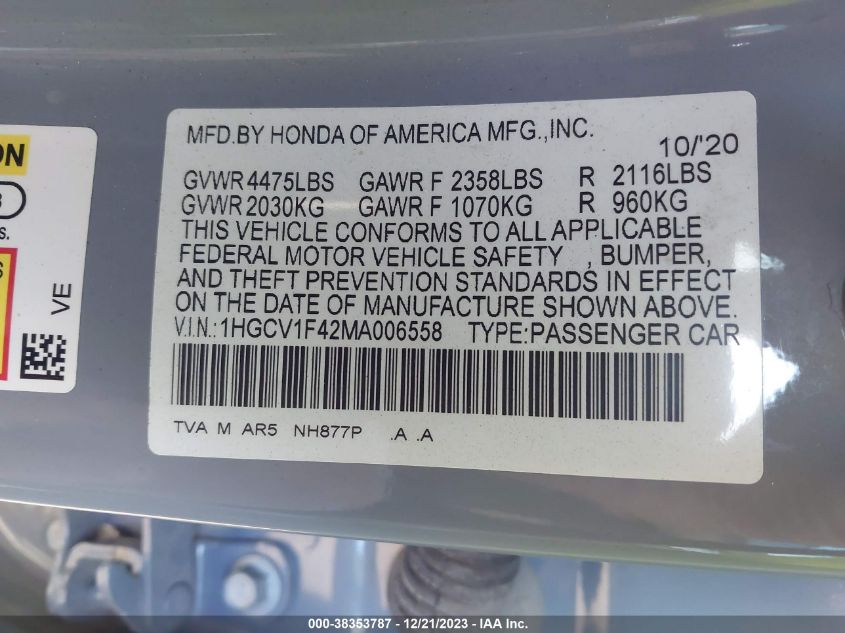 MFD.BY HONDA OF AMERICA MFG.,INC.
10/'20
GVWR 4475LBS GAWR F 2358LBS R 2116LBS
GVWR 2030KG GAWR F 1070KG R 960KG
THIS VEHICLE CONFORMS TO ALL APPLICABLE
FEDERAL MOTOR VEHICLE SAFETY , BUMPER,
AND THEFT PREVENTION STANDARDS IN EFFECT
ON THE DATE OF MANUFACTURE SHOWN ABOVE.
V.I.N.:1HGCV1F42MA006558 TYPE:PASSENGER CAR
TVA M AR5 NH877P .A .A
VE
000-38353787 - 12/21/2023 - IAA Inc.